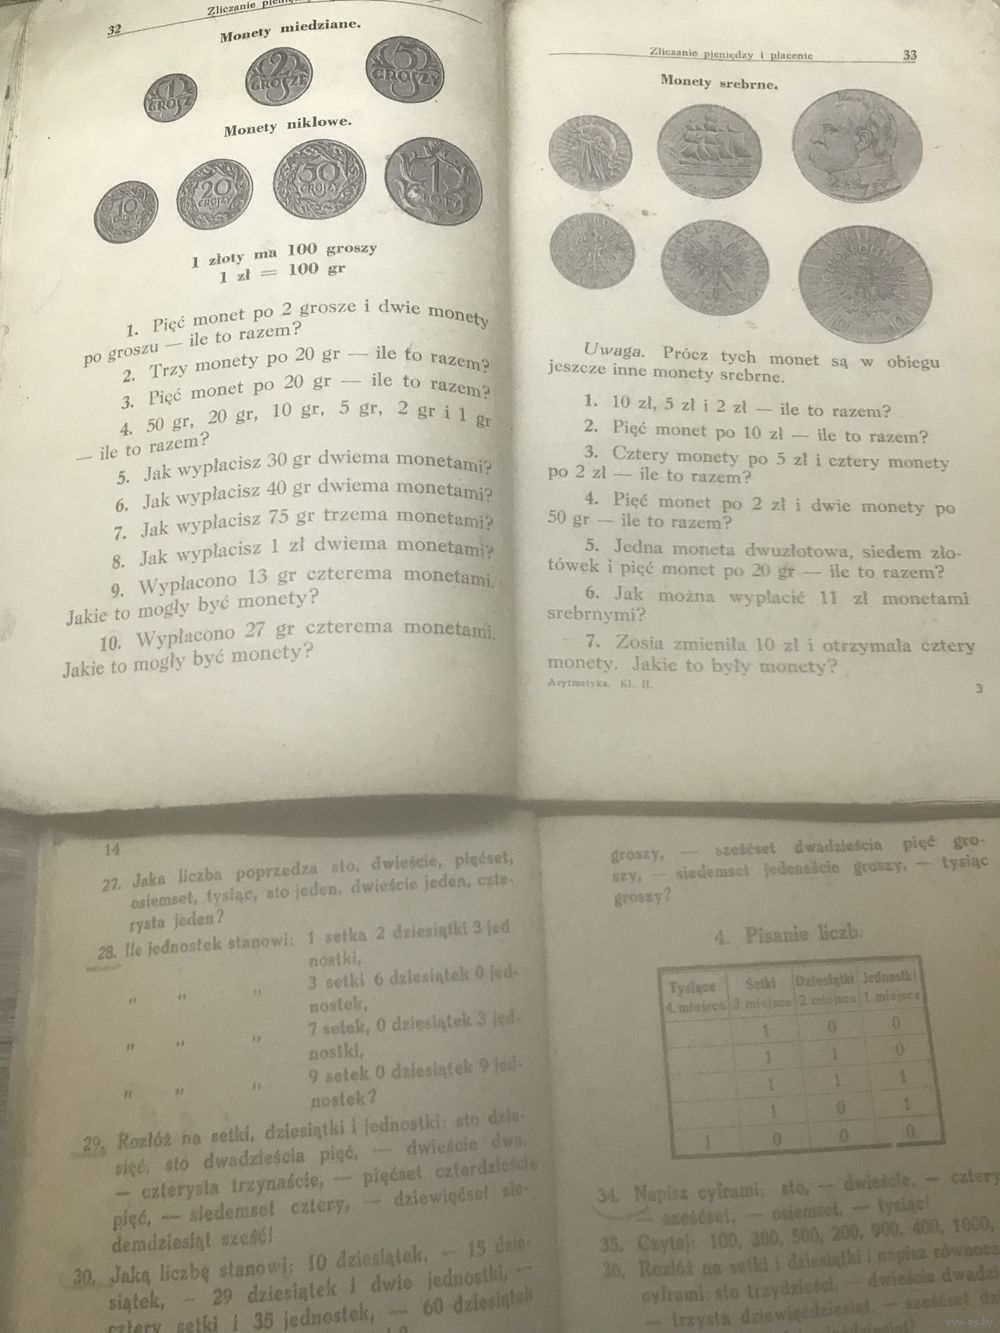 32
Zliczanie
Monety miedziane.
1 GROSZ
2 GROSZE
5 GROSZY
Monety niklowe.
10 GROSZY
20 GROSZY
50 GROSZY
1 ZŁOTY
1 złoty ma 100 groszy
1 zł = 100 gr
1. Pięć monet po 2 grosze i dwie monety
po groszu — ile to razem?
2. Trzy monety po 20 gr — ile to razem?
3. Pięć monet po 20 gr — ile to razem?
4. 50 gr, 20 gr, 10 gr, 5 gr, 2 gr i 1 gr
— ile to razem?
5. Jak wypłacisz 30 gr dwiema monetami?
6. Jak wypłacisz 40 gr dwiema monetami?
7. Jak wypłacisz 75 gr trzema monetami?
8. Jak wypłacisz 1 zł dwiema monetami?
9. Wypłacono 13 gr czterema monetami.
Jakie to mogły być monety?
10. Wypłacono 27 gr czterema monetami.
Jakie to mogły być monety?
Zliczanie pieniędzy i płacenie 33
Monety srebrne.
Uwaga. Prócz tych monet są w obiegu
jeszcze inne monety srebrne.
1. 10 zł, 5 zł i 2 zł — ile to razem?
2. Pięć monet po 10 zł — ile to razem?
3. Cztery monety po 5 zł i cztery monety
po 2 zł — ile to razem?
4. Pięć monet po 2 zł i dwie monety po
50 gr — ile to razem?
5. Jedna moneta dwuzłotowa, siedem zło-
tówek i pięć monet po 20 gr — ile to razem?
6. Jak można wypłacić 11 zł monetami
srebrnymi?
7. Zosia zmieniła 10 zł i otrzymała cztery
monety. Jakie to były monety?
Arytmetyka. Kl. II. 3
14
27. Jaka liczba poprzedza sto, dwieście, pięćset,
osiemset, tysiąc, sto jeden, dwieście jeden, czte-
rysta jeden?
28. Ile jednostek stanowi: 1 setka 2 dziesiątki 3 jed
nostki,
" " " 3 setki 6 dziesiątek 0 jed-
nostek,
" " " 7 setek, 0 dziesiątek 3 jed-
nostki,
" " " 9 setek 0 dziesiątek 9 jed-
nostek?
29. Rozłóż na setki, dziesiątki i jednostki: sto dzie-
sięć, sto dwadzieścia pięć, — dwieście dwa,
— czterysta trzynaście, — pięćset czterdzieści
pięć, — siedemset cztery, — dziewięćset sie-
demdziesiąt sześć!
30. Jaką liczbę stanowi: 10 dziesiątek, — 15 dzie-
siątek, — 29 dziesiątek i dwie jednostki, —
cztery setki i 35 jednostek, — 60 dziesiątek
groszy, — sześćset dwadzieścia pięć gro-
szy, — siedemset jedenaście groszy, — tysiąc
groszy?
4. Pisanie liczb.
Tysiące Setki Dziesiątki Jednostki
4. miejsce 3. miejsce 2 miejsce 1. miejsce
1 0 0
1 1 0
1 1 1
1 0 1
1 0 0 0
34. Napisz cyframi: sto, — dwieście, — cztery
— sześćset, — osiemset, — tysiąc!
35. Czytaj: 100, 300, 500, 200, 900, 400, 1000,
36. Rozłóż na setki i dziesiątki i napisz równocz
cyframi: sto trzydzieści, — dwieście dwadzi
— trzysta dziewięćdziesiąt, — sześćset dz
www.ay.by